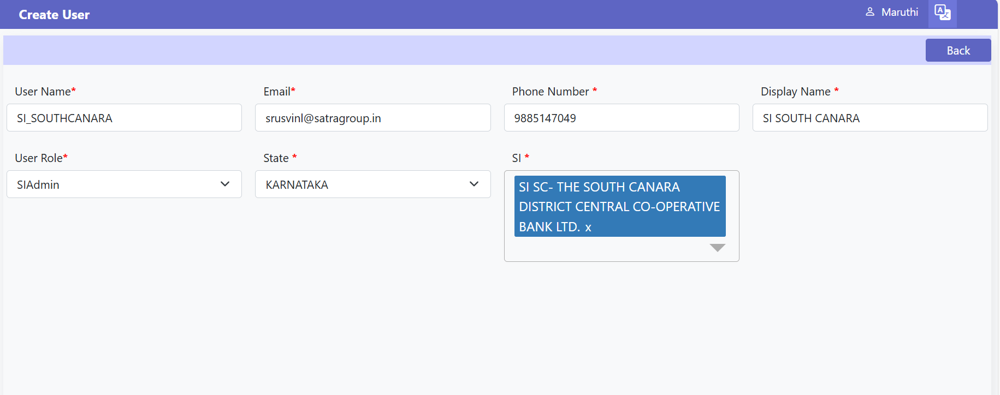 Create User
Maruthi
Back
User Name*
Email*
Phone Number *
Display Name *
SI_SOUTHCANARA
srusvinl@satragroup.in
9885147049
SI SOUTH CANARA
User Role*
State *
SI *
SIAdmin
KARNATAKA
SI SC- THE SOUTH CANARA
DISTRICT CENTRAL CO-OPERATIVE
BANK LTD. x